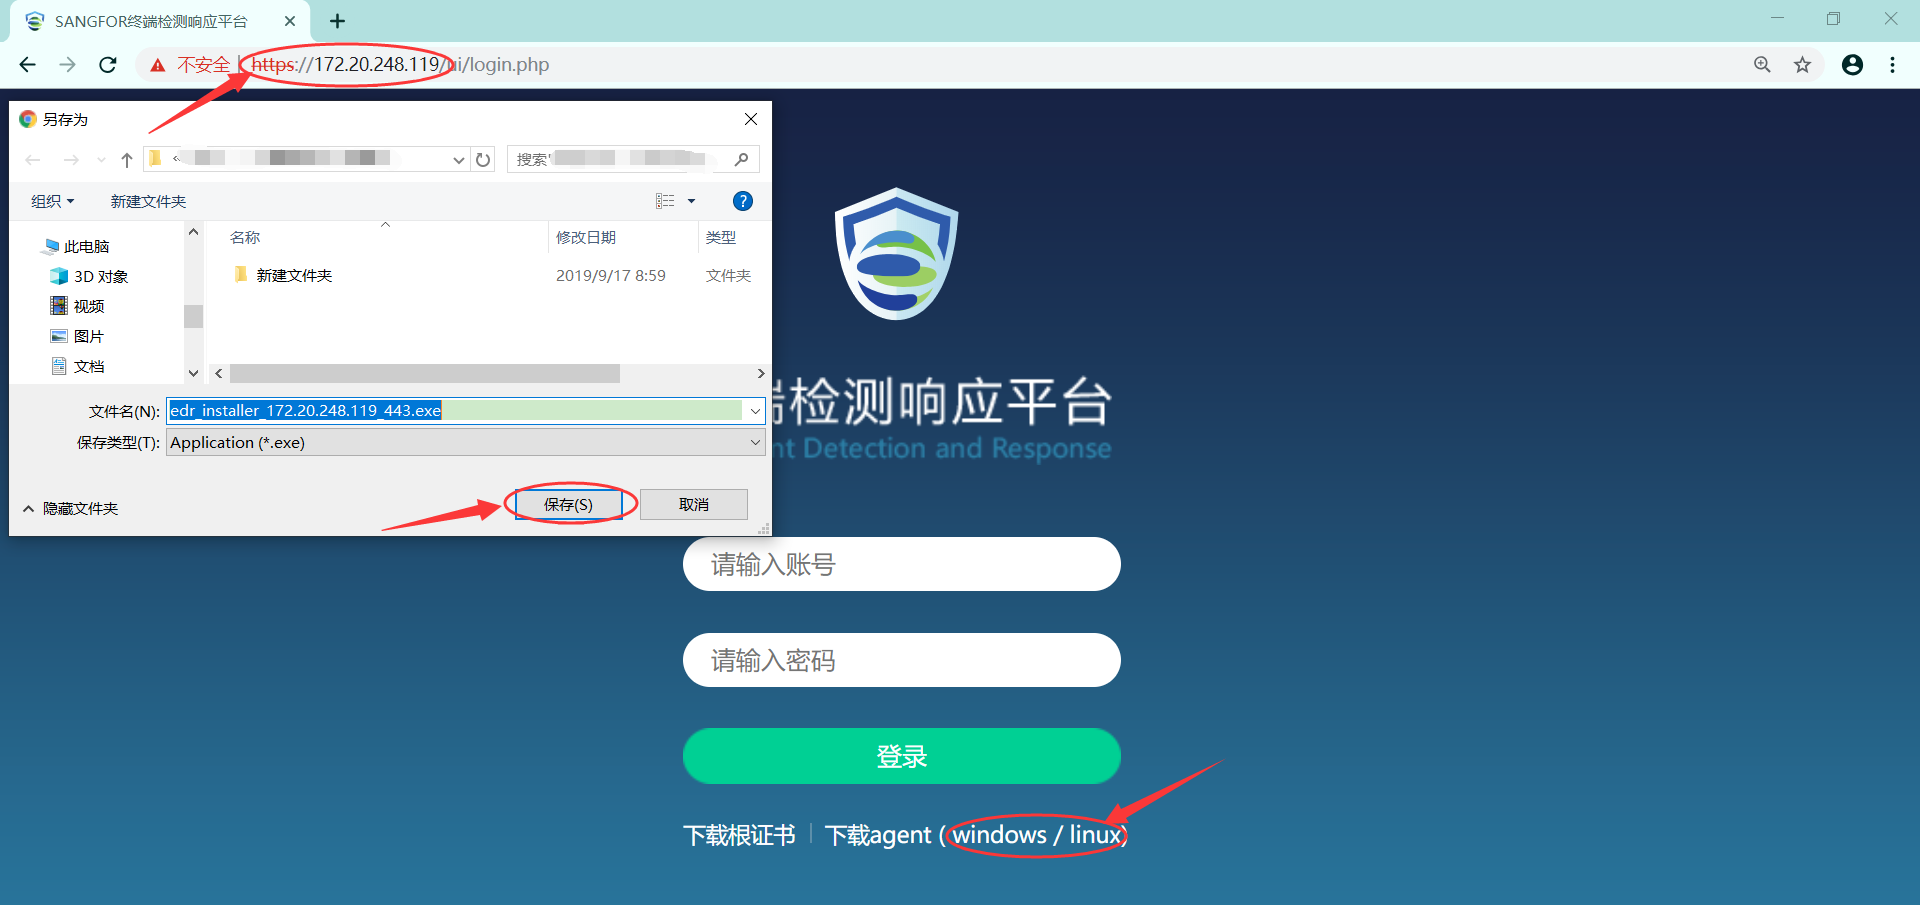 SANGFOR终端检测响应平台
不安全 | https://172.20.248.119/ui/login.php
另存为
«
搜索"
组织
新建文件夹
?
此电脑
3D 对象
视频
图片
文档
名称 修改日期 类型
新建文件夹 2019/9/17 8:59 文件夹
文件名(N): edr_installer_172.20.248.119_443.exe
保存类型(T): Application (*.exe)
隐藏文件夹
保存(S)
取消
检测响应平台
nt Detection and Response
请输入账号
请输入密码
登录
下载根证书 | 下载agent ( windows / linux)